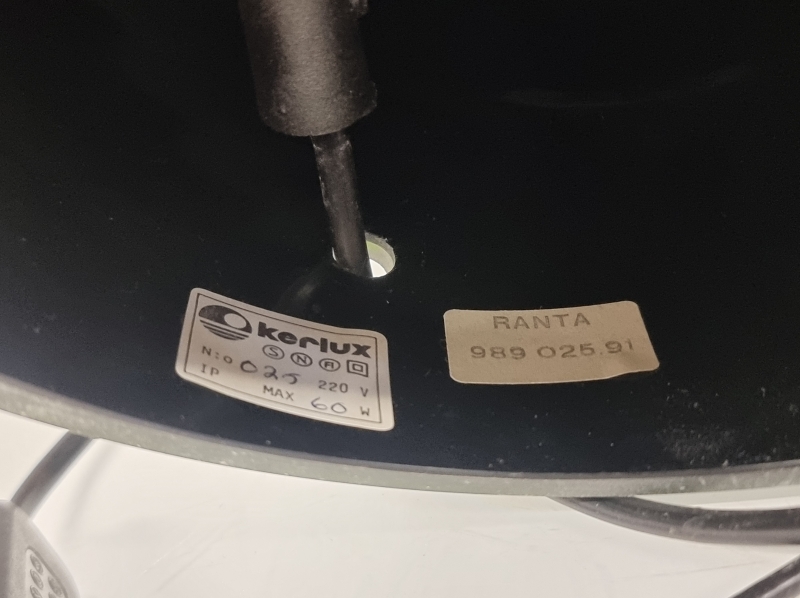 kerlux
S N D
N:o 025 220 V
IP MAX 60 W
RANTA
989 025.91